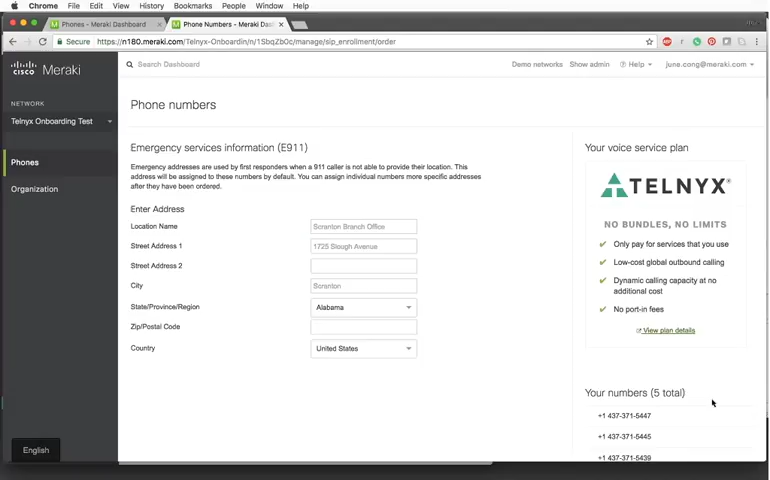 Chrome File Edit View History Bookmarks People Window Help
Phones - Meraki Dashboard
Phone Numbers - Meraki Das
Secure https://n180.meraki.com/Telnyx-Onboardin/n/1SbqZb0c/manage/sip_enrollment/order
CISCO Meraki
Search Dashboard
Demo networks Show admin Help june.cong@meraki.com
NETWORK
Telnyx Onboarding Test
Phones
Organization
English
Phone numbers
Emergency services information (E911)
Emergency addresses are used by first responders when a 911 caller is not able to provide their location. This
address will be assigned to these numbers by default. You can assign individual numbers more specific addresses
after they have been ordered.
Enter Address
Location Name Scranton Branch Office
Street Address 1 1725 Slough Avenue
Street Address 2
City Scranton
State/Province/Region Alabama
Zip/Postal Code
Country United States
Your voice service plan
TELNYX
NO BUNDLES, NO LIMITS
Only pay for services that you use
Low-cost global outbound calling
Dynamic calling capacity at no
additional cost
No port-in fees
View plan details
Your numbers (5 total)
+1 437-371-5447
+1 437-371-5445
+1 437-371-5439